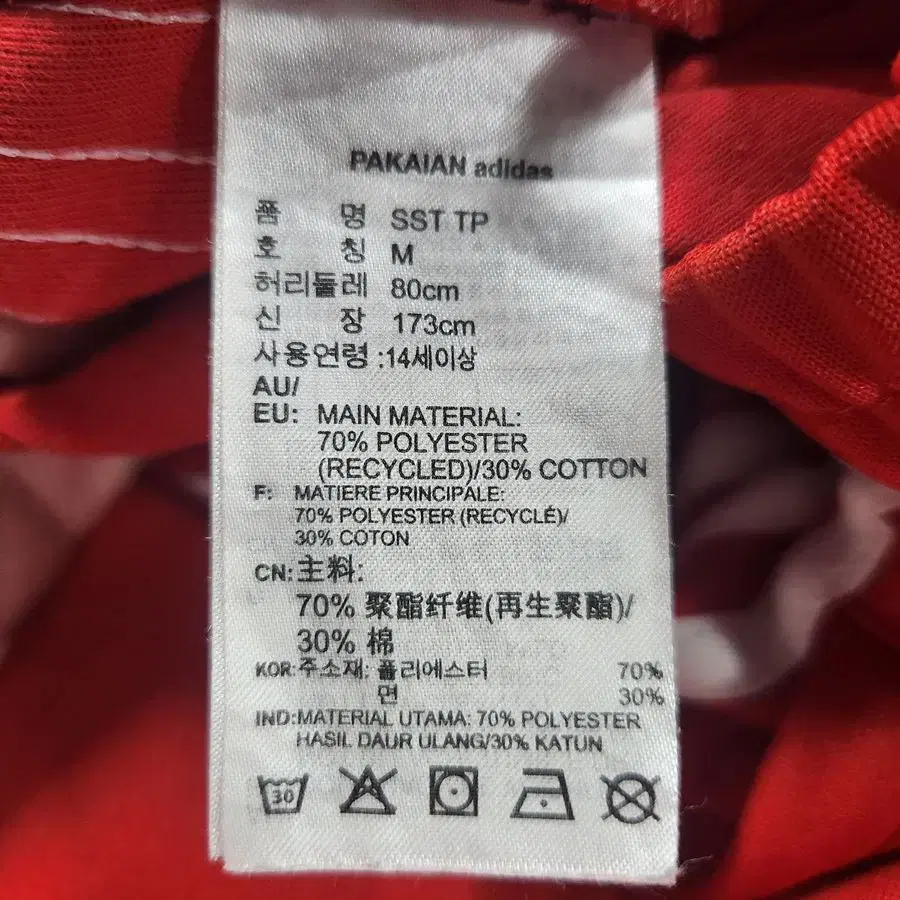 PAKAIAN adidas
품 명 SST TP
호 칭 M
허리둘레 80cm
신 장 173cm
사용연령 :14세이상
AU/
EU: MAIN MATERIAL:
70% POLYESTER
(RECYCLED)/30% COTTON
F: MATIERE PRINCIPALE:
70% POLYESTER (RECYCLÉ)/
30% COTON
CN:主料:
70% 聚酯纤维(再生聚酯)/
30% 棉
KOR:주소재: 폴리에스터 70%
면 30%
IND:MATERIAL UTAMA: 70% POLYESTER
HASIL DAUR ULANG/30% KATUN
30